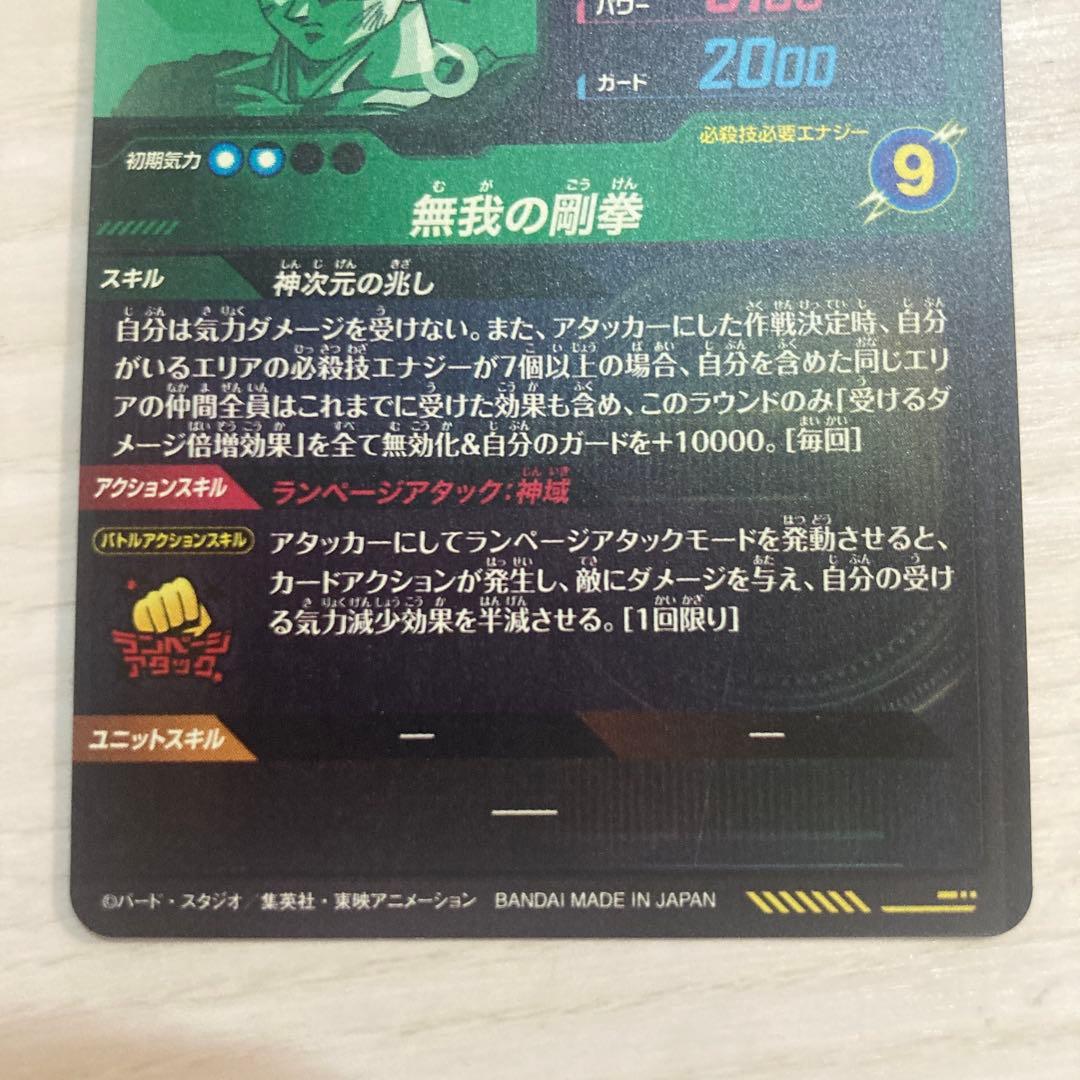 パワー
ガード 2000
必殺技必要エナジー
初期気力
9
無我の剛拳
スキル 神次元の兆し
自分は気力ダメージを受けない。また、アタッカーにした作戦決定時、自分
がいるエリアの必殺技エナジーが7個以上の場合、自分を含めた同じエリ
アの仲間全員はこれまでに受けた効果も含め、このラウンドのみ「受けるダ
メージ倍増効果」を全て無効化&自分のガードを+10000。[毎回]
アクションスキル ランページアタック:神域
バトルアクションスキル
アタッカーにしてランページアタックモードを発動させると、
カードアクションが発生し、敵にダメージを与え、自分の受け
る気力減少効果を半減させる。[1回限り]
ランページ
アタック
ユニットスキル ー ー
ー
©バード・スタジオ/集英社・東映アニメーション BANDAI MADE IN JAPAN